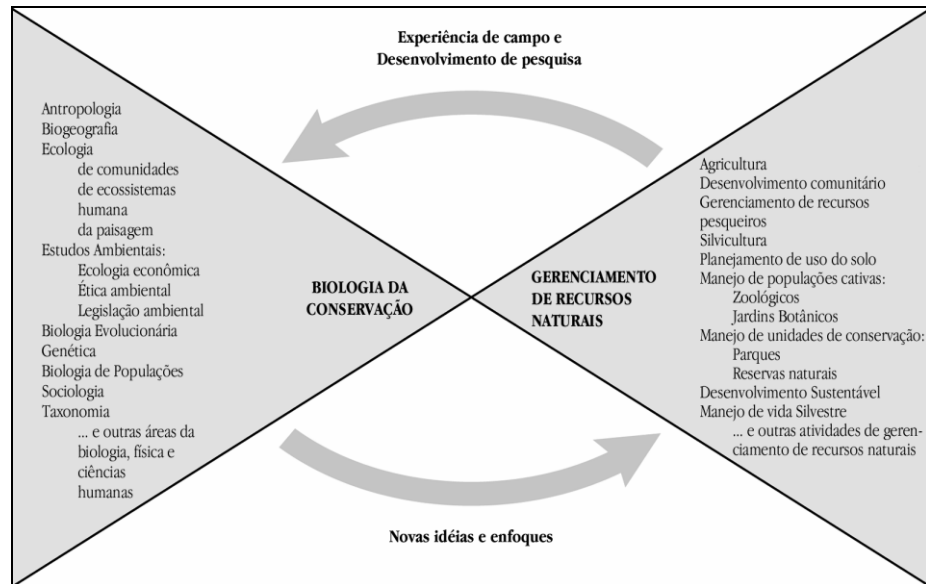 Experiência de campo e
Desenvolvimento de pesquisa
Antropologia
Biogeografia
Ecologia
de comunidades
de ecossistemas
humana
da paisagem
Estudos Ambientais:
Ecologia econômica
Ética ambiental
Legislação ambiental
Biologia Evolucionária
Genética
Biologia de Populações
Sociologia
Taxonomia
... e outras áreas da
biologia, física e
ciências
humanas
BIOLOGIA DA
CONSERVAÇÃO
GERENCIAMENTO
DE RECURSOS
NATURAIS
Agricultura
Desenvolvimento comunitário
Gerenciamento de recursos
pesqueiros
Silvicultura
Planejamento de uso do solo
Manejo de populações cativas:
Zoológicos
Jardins Botânicos
Manejo de unidades de conservação:
Parques
Reservas naturais
Desenvolvimento Sustentável
Manejo de vida Silvestre
... e outras atividades de geren-
ciamento de recursos naturais
Novas idéias e enfoques